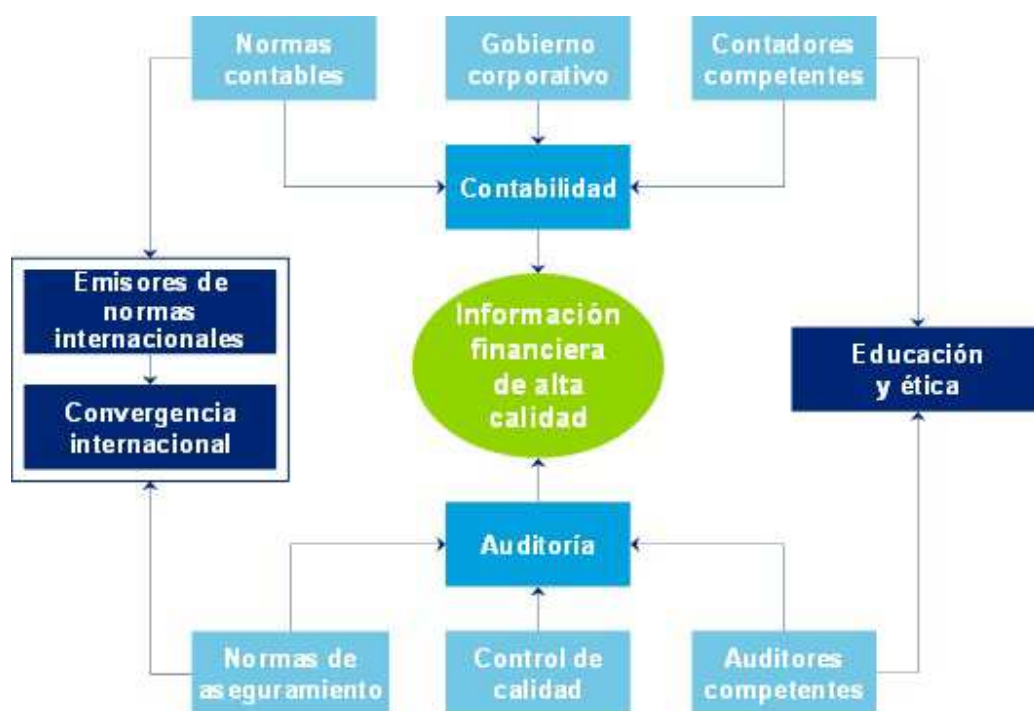 Normas
contables
Gobierno
corporativo
Contadores
competentes
Contabilidad
Emisores de
normas
internacionales
Convergencia
internacional
Información
financiera
de alta
calidad
Educación
y ética
Auditoría
Normas de
aseguramiento
Control de
calidad
Auditores
competentes